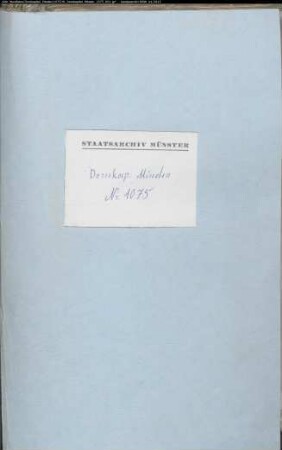 STAATSARCHIV MÜNSTER
Domkap. Minden
Nr. 1075